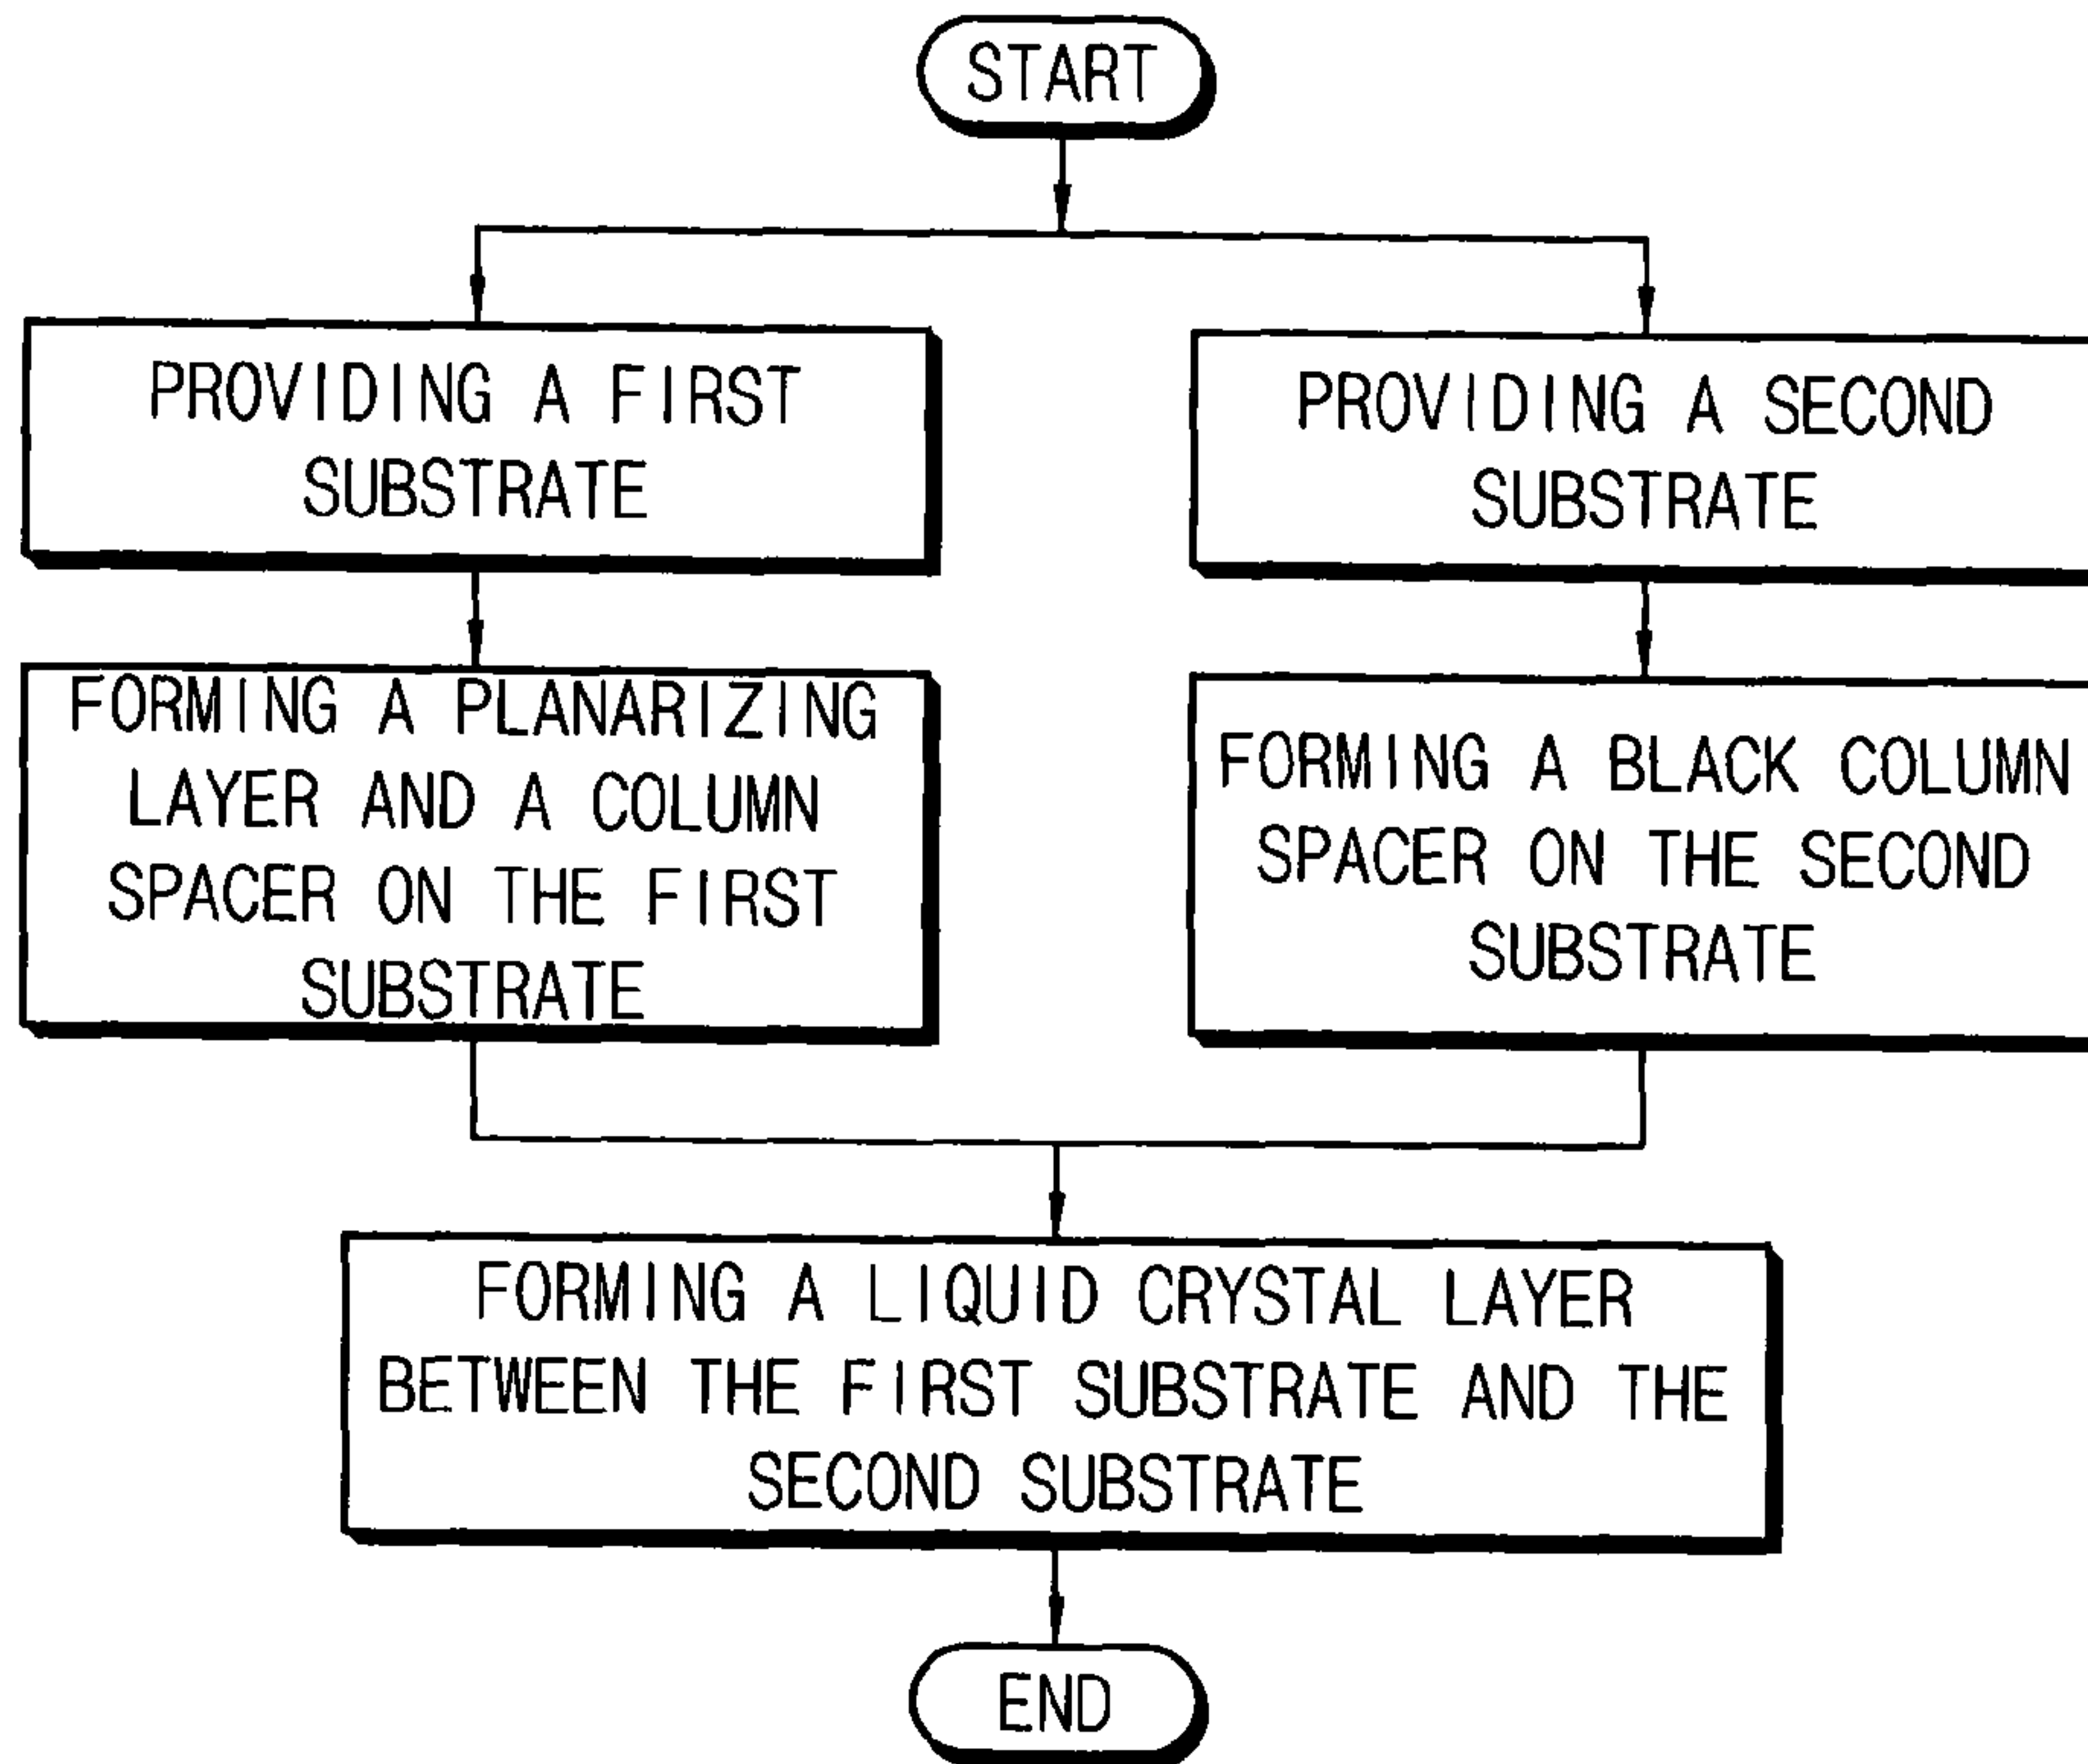 START
PROVIDING A FIRST
SUBSTRATE
PROVIDING A SECOND
SUBSTRATE
FORMING A PLANARIZING
LAYER AND A COLUMN
SPACER ON THE FIRST
SUBSTRATE
FORMING A BLACK COLUMN
SPACER ON THE SECOND
SUBSTRATE
FORMING A LIQUID CRYSTAL LAYER
BETWEEN THE FIRST SUBSTRATE AND THE
SECOND SUBSTRATE
END